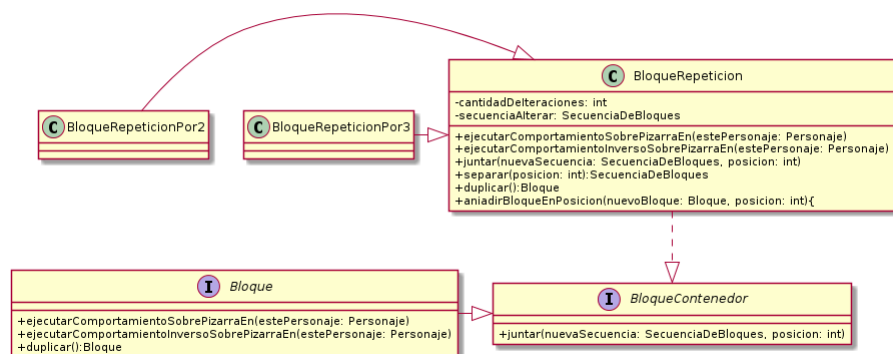 C BloqueRepeticion
-cantidadDeIteraciones: int
-secuenciaAIterar: SecuenciaDeBloques
+ejecutarComportamientoSobrePizarraEn(estePersonaje: Personaje)
+ejecutarComportamientoInversoSobrePizarraEn(estePersonaje: Personaje)
+juntar(nuevaSecuencia: SecuenciaDeBloques, posicion: int)
+separar(posicion: int):SecuenciaDeBloques
+duplicar():Bloque
+aniadirBloqueEnPosicion(nuevoBloque: Bloque, posicion: int){
C BloqueRepeticionPor2
C BloqueRepeticionPor3
I Bloque
+ejecutarComportamientoSobrePizarraEn(estePersonaje: Personaje)
+ejecutarComportamientoInversoSobrePizarraEn(estePersonaje: Personaje)
+duplicar():Bloque
I BloqueContenedor
+juntar(nuevaSecuencia: SecuenciaDeBloques, posicion: int)